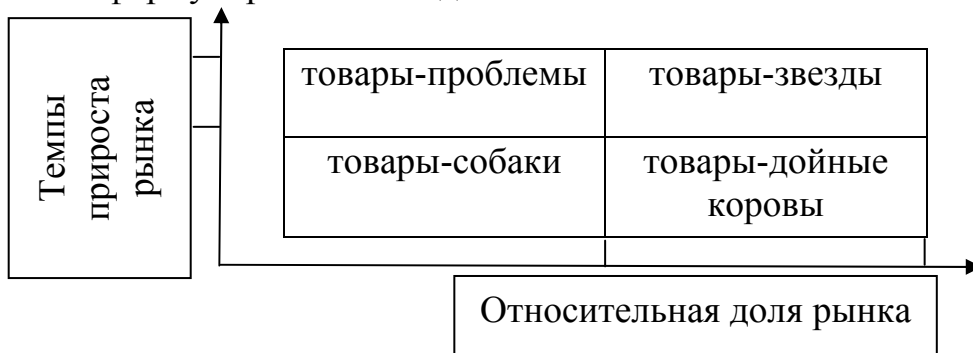 Темпы
прироста
рынка
товары-проблемы
товары-звезды
товары-собаки
товары-дойные
коровы
Относительная доля рынка